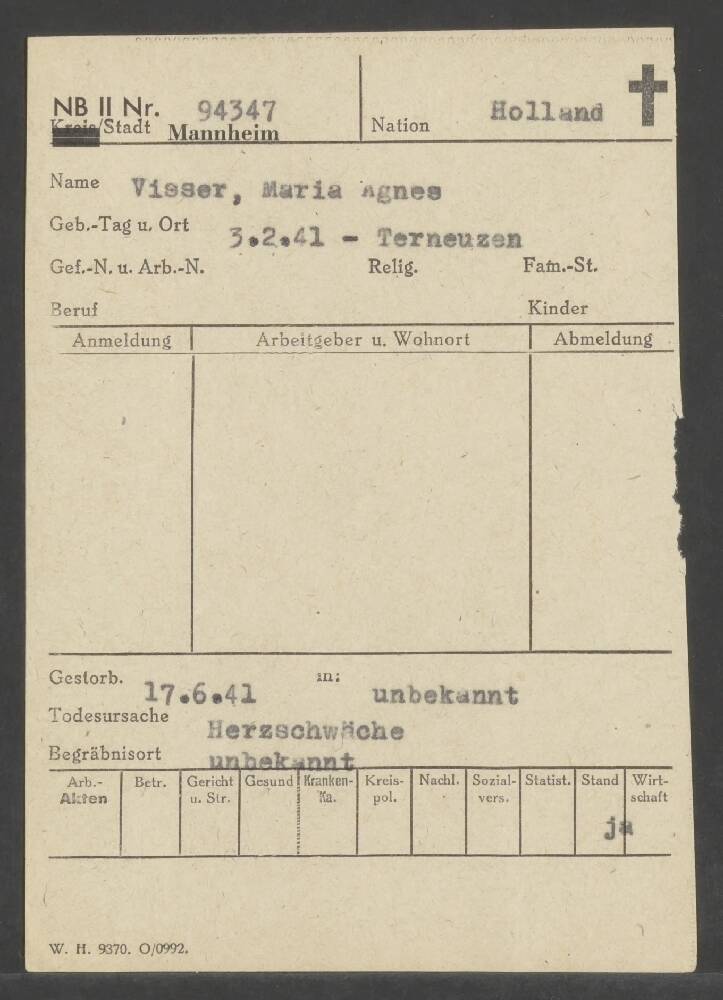 NB II Nr. 94347
Kreis/Stadt Mannheim
Nation Holland
Name Visser, Maria Agnes
Geb.-Tag u. Ort 3.2.41 - Terneuzen
Gef.-N. u. Arb.-N. Relig. Fam.-St.
Beruf Kinder
Anmeldung Arbeitgeber u. Wohnort Abmeldung
Gestorb. 17.6.41 in: unbekannt
Todesursache Herzschwäche
Begräbnisort unbekannt
Arb.- Betr. Gericht Gesund Kranken- Kreis- Nachl. Sozial- Statist. Stand Wirt-
Akten u. Str. Ka. pol. vers. schaft
ja
W. H. 9370. O/0992.